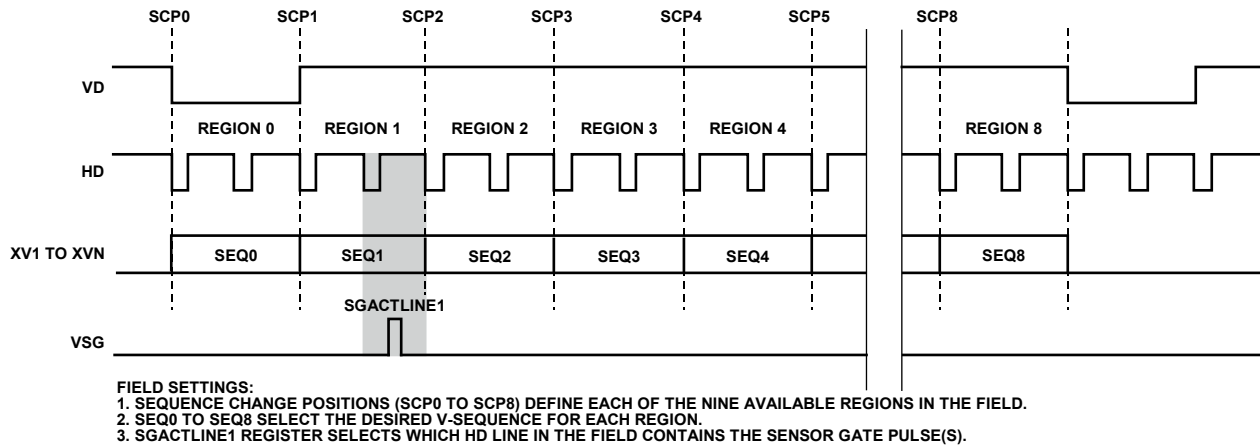 SCP0 SCP1 SCP2 SCP3 SCP4 SCP5 SCP8
VD
REGION 0 REGION 1 REGION 2 REGION 3 REGION 4 REGION 8
HD
XV1 TO XVN SEQ0 SEQ1 SEQ2 SEQ3 SEQ4 SEQ8
SGACTLINE1
VSG
FIELD SETTINGS:
1. SEQUENCE CHANGE POSITIONS (SCP0 TO SCP8) DEFINE EACH OF THE NINE AVAILABLE REGIONS IN THE FIELD.
2. SEQ0 TO SEQ8 SELECT THE DESIRED V-SEQUENCE FOR EACH REGION.
3. SGACTLINE1 REGISTER SELECTS WHICH HD LINE IN THE FIELD CONTAINS THE SENSOR GATE PULSE(S).